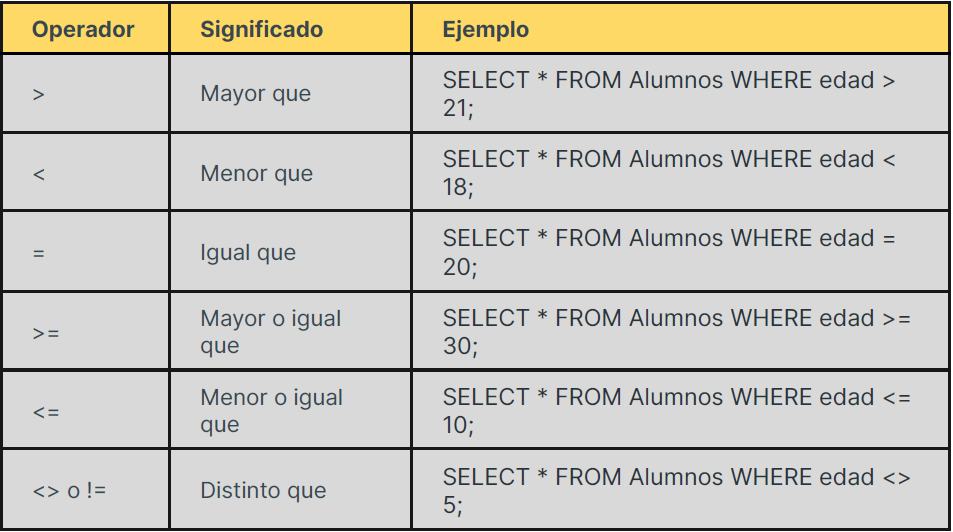 Operador Significado Ejemplo
> Mayor que SELECT * FROM Alumnos WHERE edad >
21;
< Menor que SELECT * FROM Alumnos WHERE edad <
18;
= Igual que SELECT * FROM Alumnos WHERE edad =
20;
>= Mayor o igual
que
SELECT * FROM Alumnos WHERE edad >=
30;
<= Menor o igual
que
SELECT * FROM Alumnos WHERE edad <=
10;
<> o != Distinto que SELECT * FROM Alumnos WHERE edad <>
5;